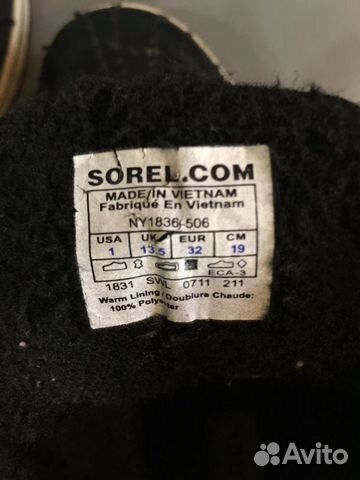 SOREL.COM
MADE IN VIETNAM
Fabriqué En Vietnam
NY1836-506
USA UK EUR CM
1 13.5 32 19
ECA-3
1831 SWL 0711 211
Warm Lining/Doublure Chaude:
100% Polyester
Avito